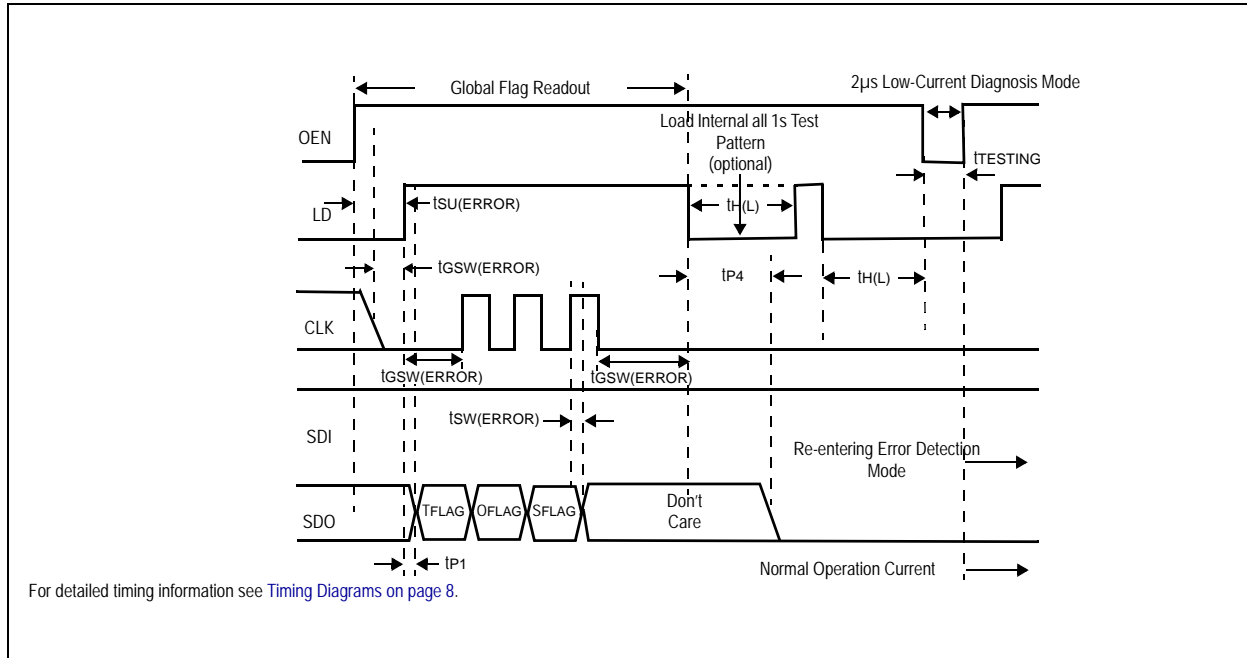 Global Flag Readout
2µs Low-Current Diagnosis Mode
OEN
Load Internal all 1s Test
Pattern
(optional)
tTESTING
LD
tSU(ERROR)
tH(L)
tGSW(ERROR)
tP4
tH(L)
CLK
tGSW(ERROR)
tGSW(ERROR)
tSW(ERROR)
SDI
Re-entering Error Detection
Mode
SDO
TFLAG
OFLAG
SFLAG
Don't
Care
tP1
Normal Operation Current
For detailed timing information see Timing Diagrams on page 8.